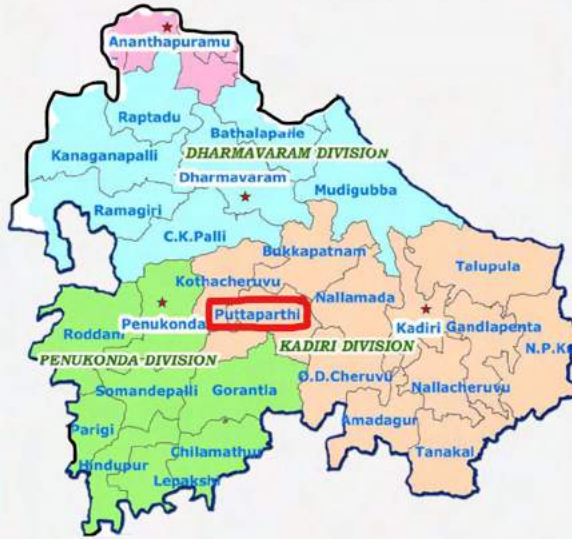 Ananthapuramu
Raptadu
Bathalapalle
Kanaganapalli
DHARMAVARAM DIVISION
Dharmavaram
Mudigubba
Ramagiri
C.K.Palli
Bukkapatnam
Talupula
Kothacheruvu
Nallamada
Puttaparthi
Penukonda
Kadiri
Gandlapenta
Roddam
KADIRI DIVISION
N.P.K
PENUKONDA DIVISION
O.D.Cheruvu
Somandepalli
Gorantla
Nallacheruvu
Amadagur
Parigi
Chilamathur
Tanakal
Hindupur
Lepakshi